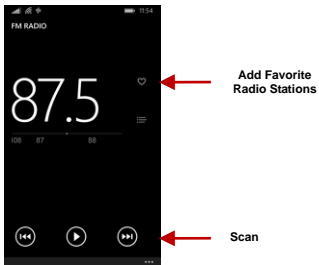 11:54
FM RADIO
87.5
108 87 88
Add Favorite
Radio Stations
Scan